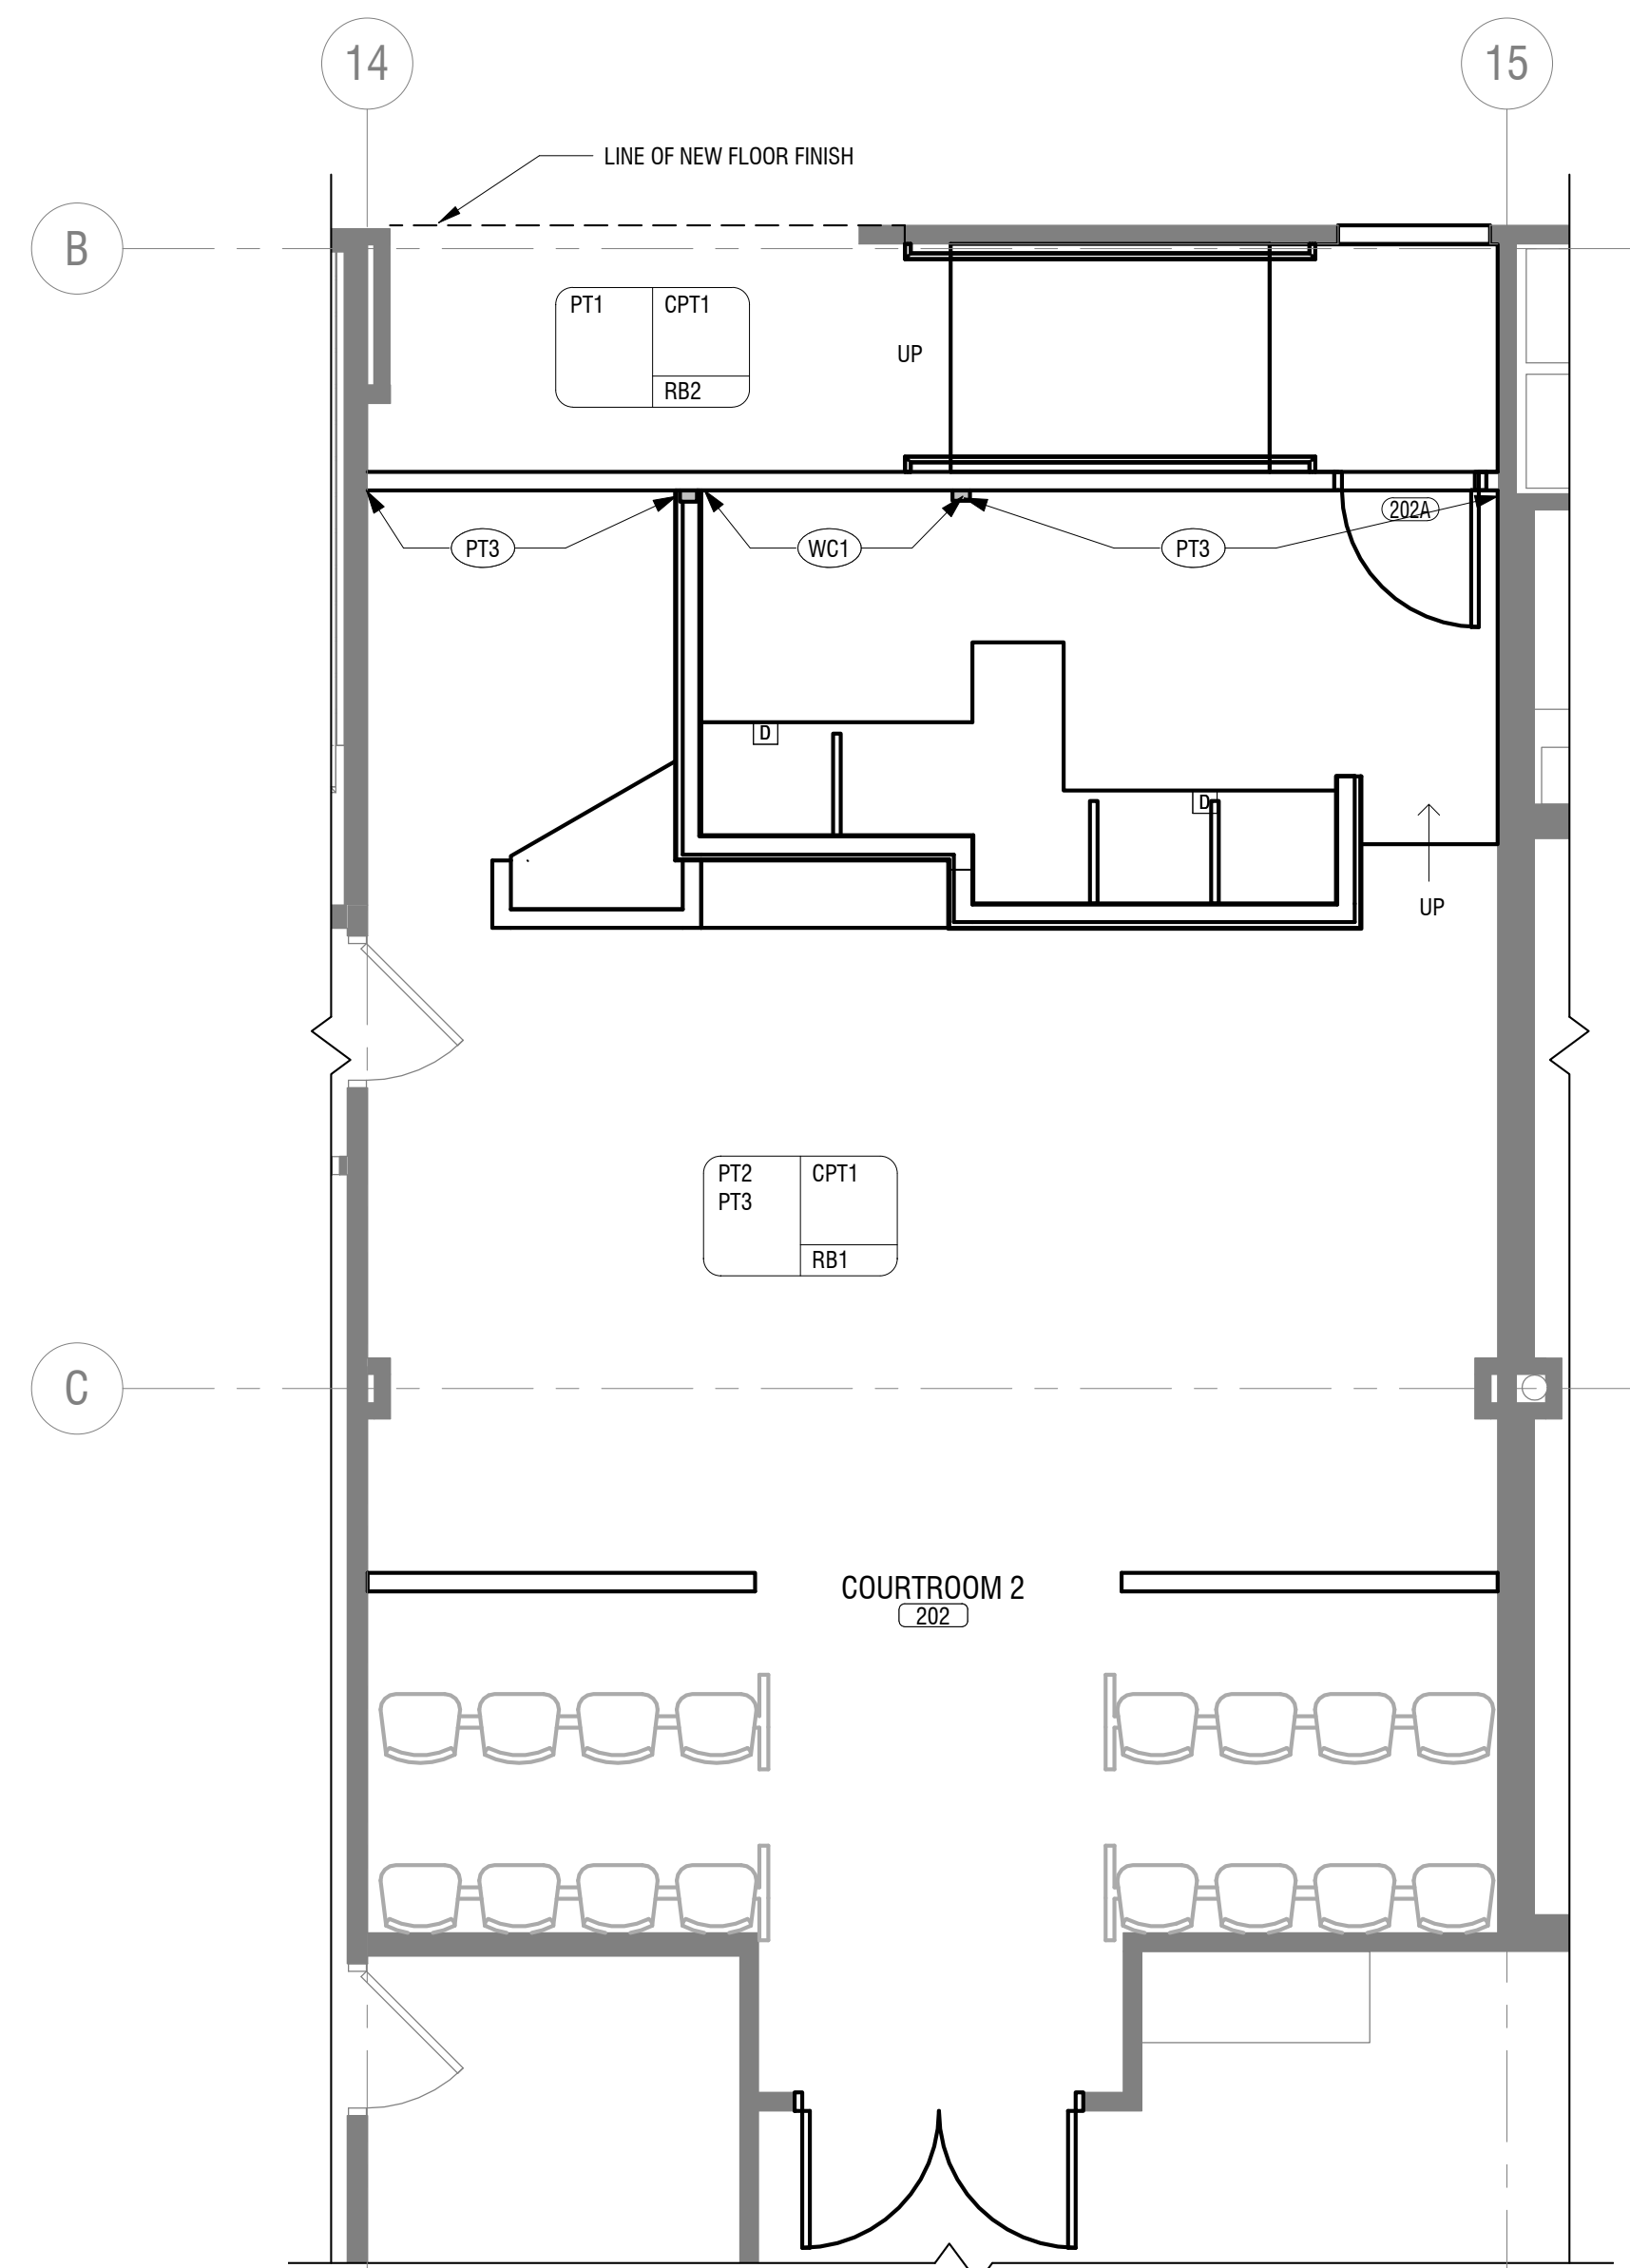 14
15
LINE OF NEW FLOOR FINISH
B
PT1
CPT1
RB2
UP
202A
PT3
WC1
PT3
D
D
UP
PT2
PT3
CPT1
RB1
C
COURTROOM 2
202